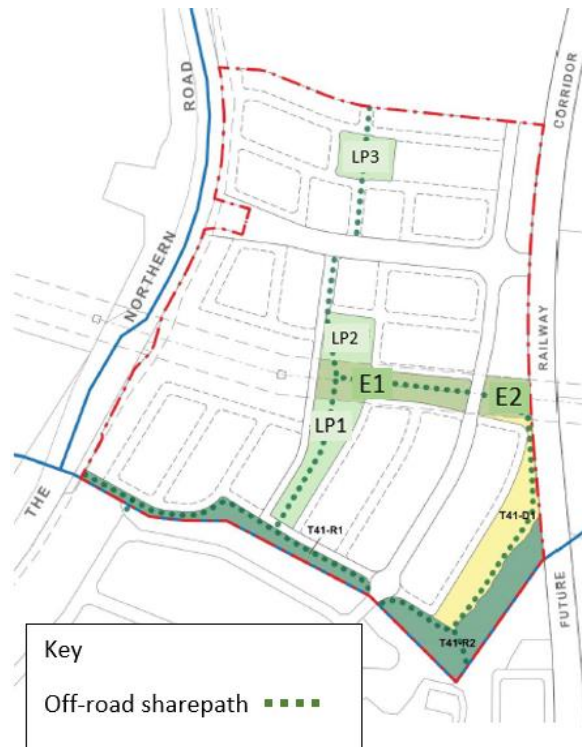 ROAD
NORTHERN
THE
CORRIDOR
RAILWAY
FUTURE
LP3
LP2
E1
E2
LP1
T41-R1
T41-D1
T41-R2
Key
Off-road sharepath